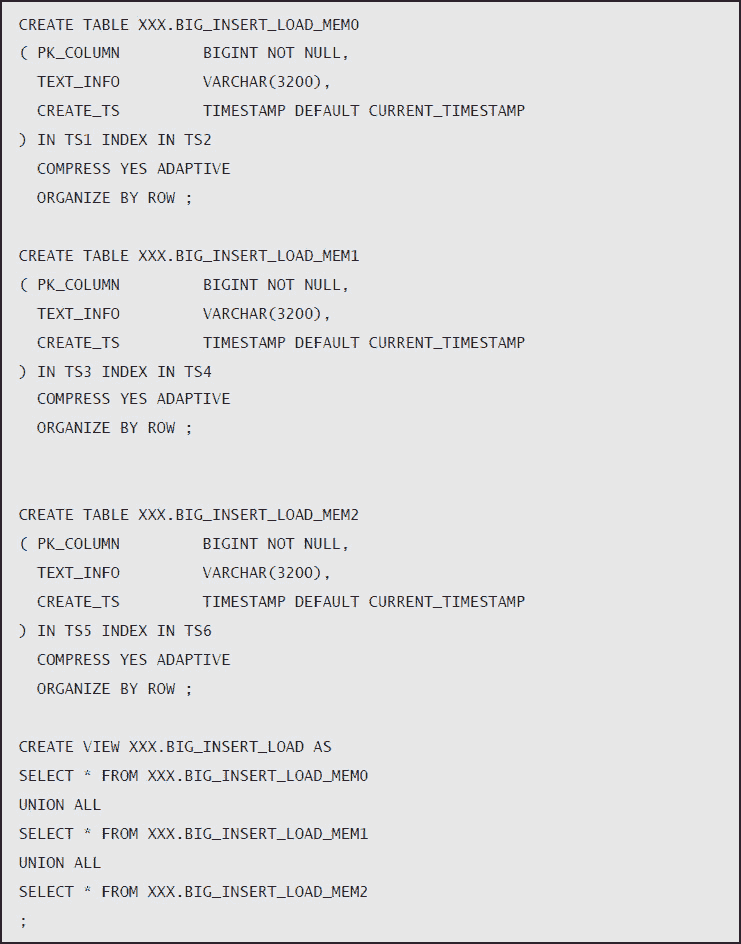 CREATE TABLE XXX.BIG_INSERT_LOAD_MEM0
( PK_COLUMN BIGINT NOT NULL,
TEXT_INFO VARCHAR(3200),
CREATE_TS TIMESTAMP DEFAULT CURRENT_TIMESTAMP
) IN TS1 INDEX IN TS2
COMPRESS YES ADAPTIVE
ORGANIZE BY ROW ;
CREATE TABLE XXX.BIG_INSERT_LOAD_MEM1
( PK_COLUMN BIGINT NOT NULL,
TEXT_INFO VARCHAR(3200),
CREATE_TS TIMESTAMP DEFAULT CURRENT_TIMESTAMP
) IN TS3 INDEX IN TS4
COMPRESS YES ADAPTIVE
ORGANIZE BY ROW ;
CREATE TABLE XXX.BIG_INSERT_LOAD_MEM2
( PK_COLUMN BIGINT NOT NULL,
TEXT_INFO VARCHAR(3200),
CREATE_TS TIMESTAMP DEFAULT CURRENT_TIMESTAMP
) IN TS5 INDEX IN TS6
COMPRESS YES ADAPTIVE
ORGANIZE BY ROW ;
CREATE VIEW XXX.BIG_INSERT_LOAD AS
SELECT * FROM XXX.BIG_INSERT_LOAD_MEM0
UNION ALL
SELECT * FROM XXX.BIG_INSERT_LOAD_MEM1
UNION ALL
SELECT * FROM XXX.BIG_INSERT_LOAD_MEM2
;